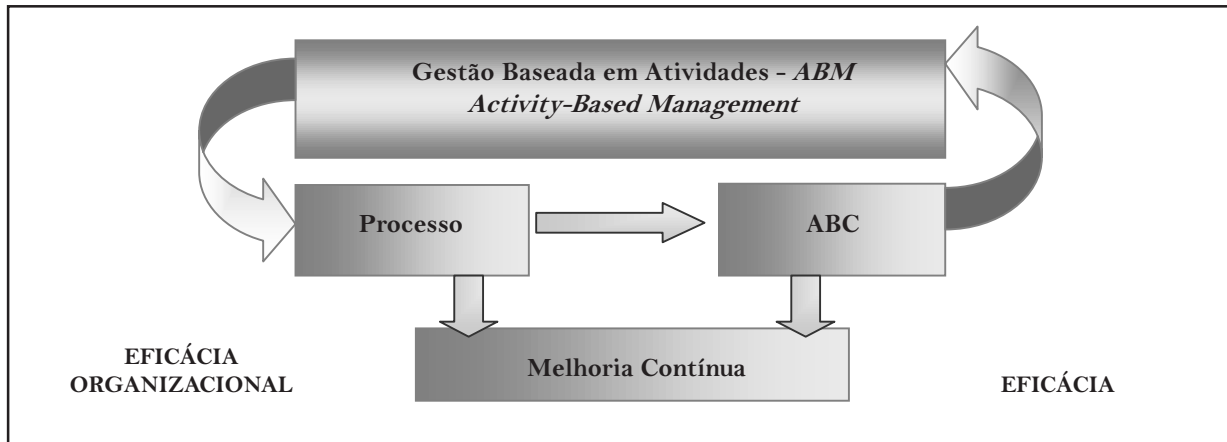 Gestão Baseada em Atividades - ABM
Activity-Based Management
Processo
ABC
Melhoria Contínua
EFICÁCIA
ORGANIZACIONAL
EFICÁCIA